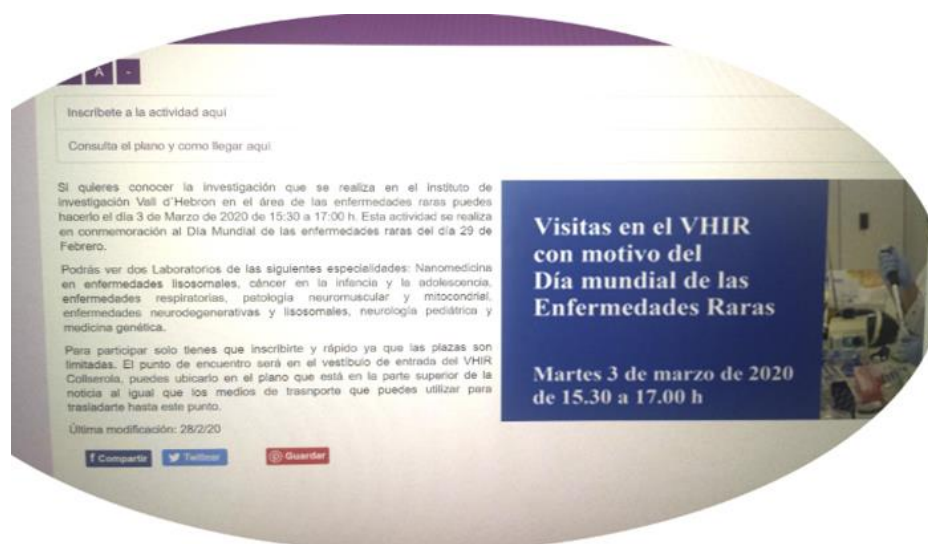 A -
Inscríbete a la actividad aquí
Consulta el plano y como llegar aquí
Si quieres conocer la investigación que se realiza en el instituto de
investigación Vall d´Hebron en el área de las enfermedades raras puedes
hacerlo el día 3 de Marzo de 2020 de 15:30 a 17:00 h. Esta actividad se realiza
en conmemoración al Día Mundial de las enfermedades raras del día 29 de
Febrero.
Podrás ver dos Laboratorios de las siguientes especialidades: Nanomedicina
en enfermedades lisosomales, cáncer en la infancia y la adolescencia,
enfermedades respiratorias, patología neuromuscular y mitocondrial,
enfermedades neurodegenerativas y lisosomales, neurología pediátrica y
medicina genética.
Para participar solo tienes que inscribirte y rápido ya que las plazas son
limitadas. El punto de encuentro será en el vestíbulo de entrada del VHIR
Collserola, puedes ubicarlo en el plano que está en la parte superior de la
noticia al igual que los medios de trasnporte que puedes utilizar para
trasladarte hasta este punto.
Última modificación: 28/2/20
f Compartir Twittear Guardar
Visitas en el VHIR
con motivo del
Día mundial de las
Enfermedades Raras
Martes 3 de marzo de 2020
de 15.30 a 17.00 h